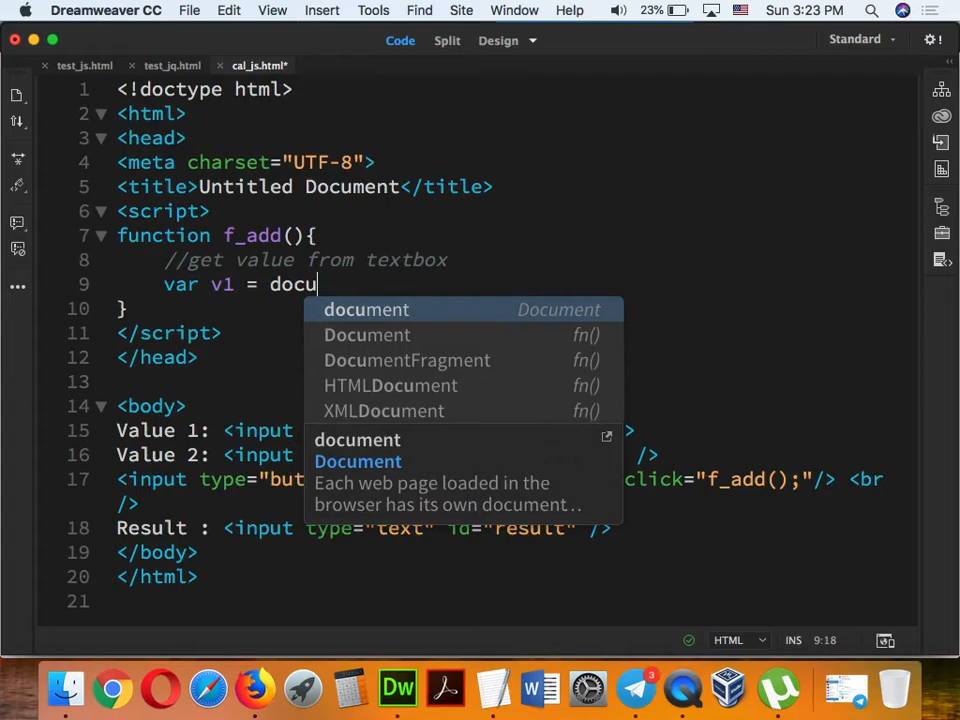 Dreamweaver CC File Edit View Insert Tools Find Site Window Help 23% Sun 3:23 PM
Code Split Design Standard
test_js.html test_jq.html cal_js.html*
1 <!doctype html>
2 <html>
3 <head>
4 <meta charset="UTF-8">
5 <title>Untitled Document</title>
6 <script>
7 function f_add(){
8 //get value from textbox
9 var v1 = docu
document Document
10 }
Document fn()
11 </script>
DocumentFragment fn()
12 </head>
HTMLDocument fn()
13
XMLDocument fn()
14 <body>
15 Value 1: <input >
document
16 Value 2: <input />
Document
17 <input type="but click="f_add();"/> <br
Each web page loaded in the
/>
browser has its own document...
18 Result : <input type="text" id="result" />
19 </body>
20 </html>
21
HTML INS 9:18
Dw W 3